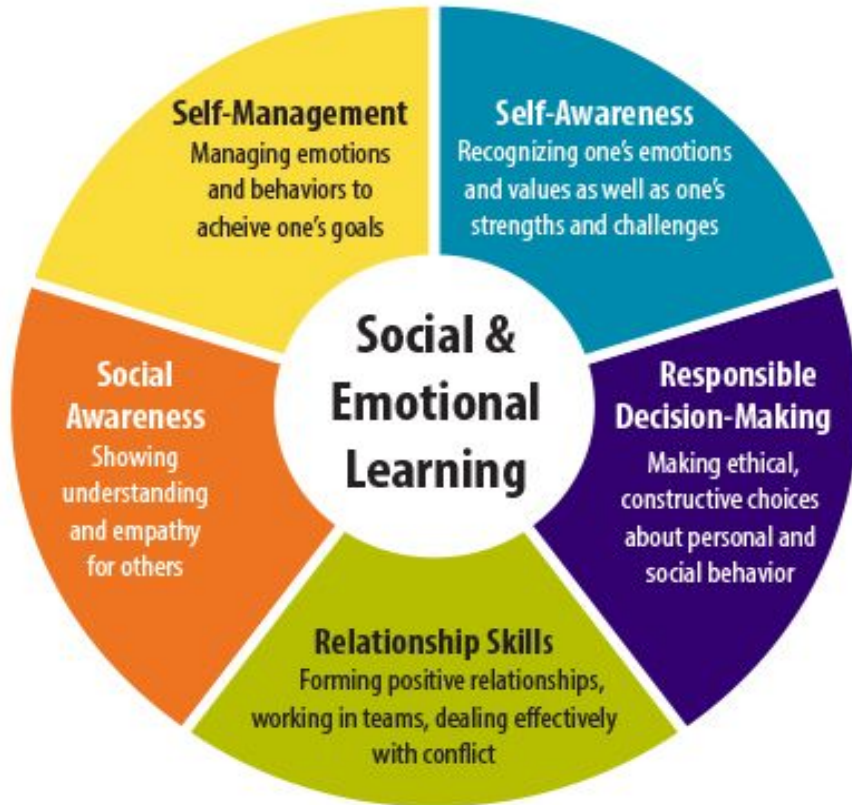 Self-Management
Managing emotions
and behaviors to
acheive one's goals
Self-Awareness
Recognizing one's emotions
and values as well as one's
strengths and challenges
Social &
Emotional
Learning
Social
Awareness
Showing
understanding
and empathy
for others
Responsible
Decision-Making
Making ethical,
constructive choices
about personal and
social behavior
Relationship Skills
Forming positive relationships,
working in teams, dealing effectively
with conflict